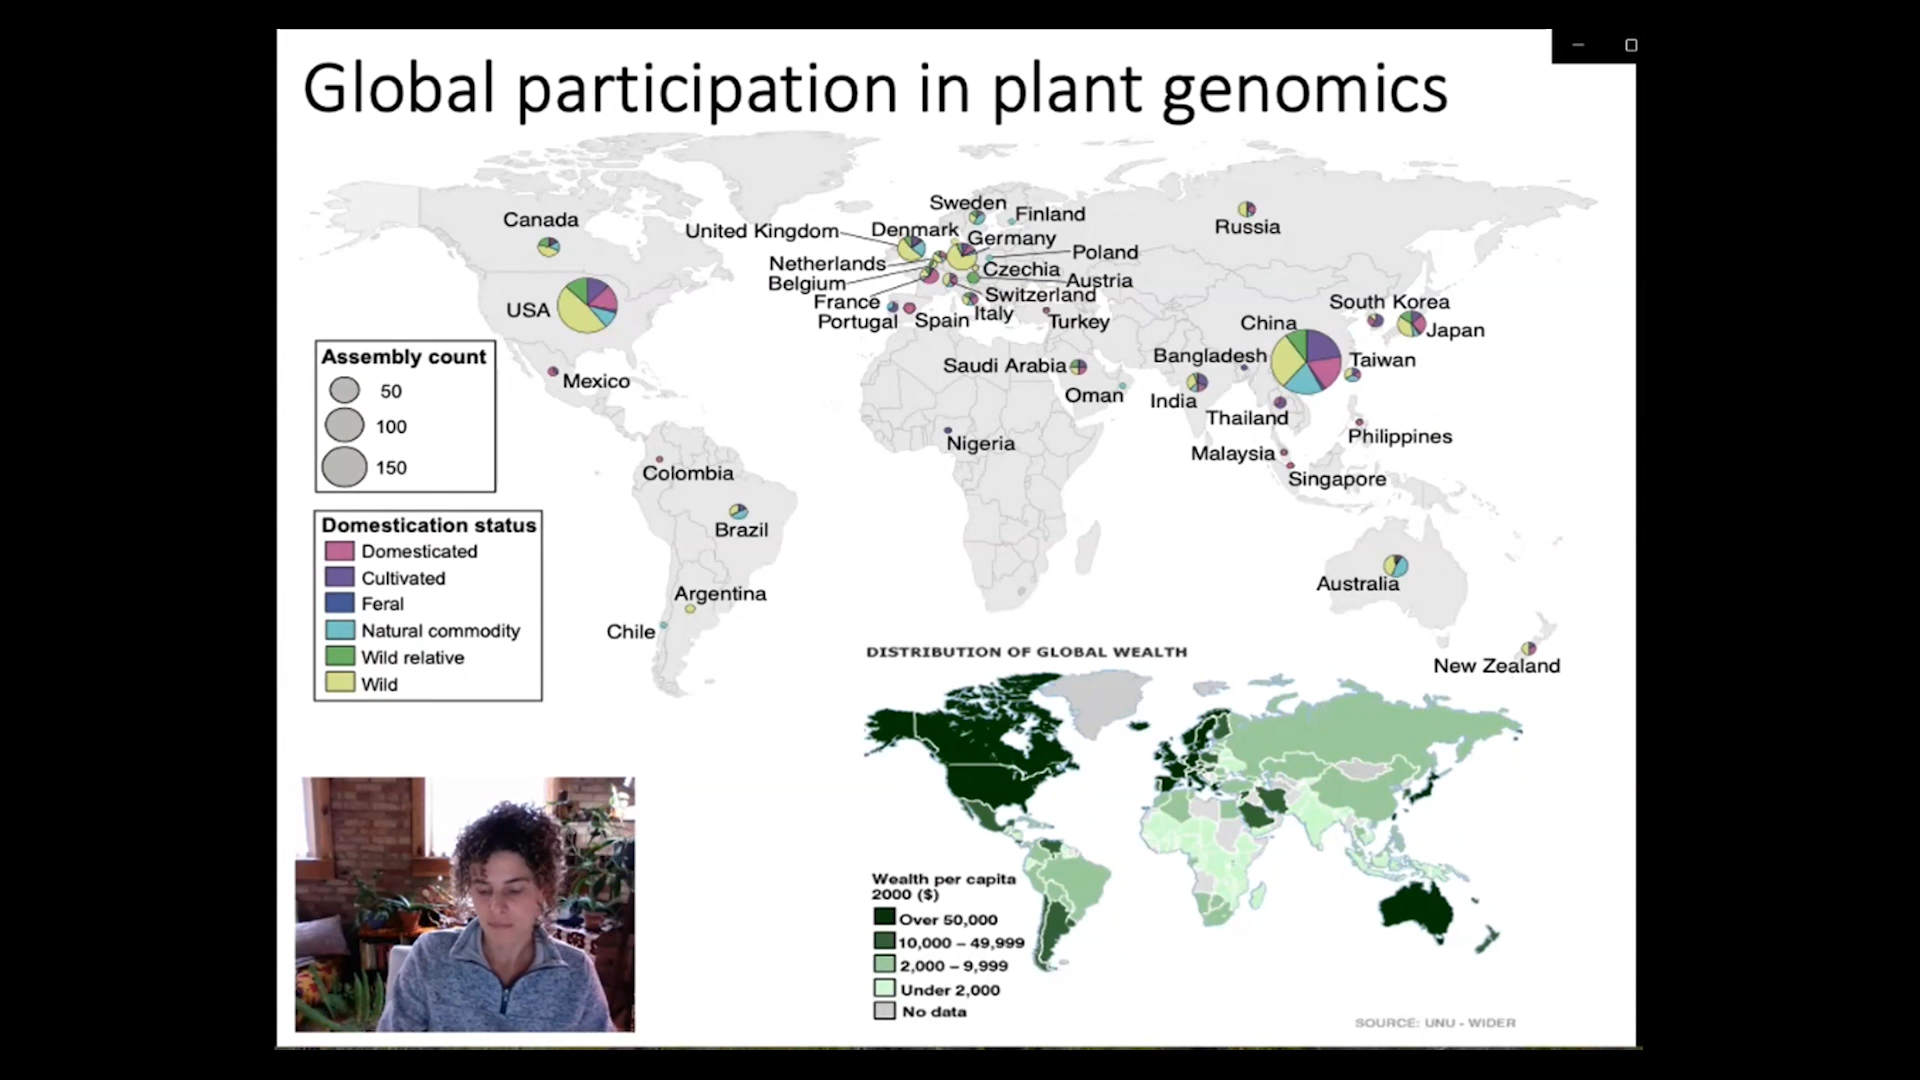 Global participation in plant genomics
Canada
Sweden
Finland
Russia
United Kingdom
Denmark
Germany
Poland
Netherlands
Czechia
Belgium
Austria
USA
France
Switzerland
South Korea
Portugal
Spain
Italy
Turkey
China
Japan
Assembly count
50
100
150
Mexico
Saudi Arabia
Bangladesh
Taiwan
Oman
India
Thailand
Nigeria
Philippines
Malaysia
Singapore
Colombia
Brazil
Domestication status
Domesticated
Cultivated
Feral
Natural commodity
Wild relative
Wild
Argentina
Chile
Australia
New Zealand
DISTRIBUTION OF GLOBAL WEALTH
Wealth per capita
2000 ($)
Over 50,000
10,000 – 49,999
2,000 – 9,999
Under 2,000
No data
SOURCE: UNU - WIDER